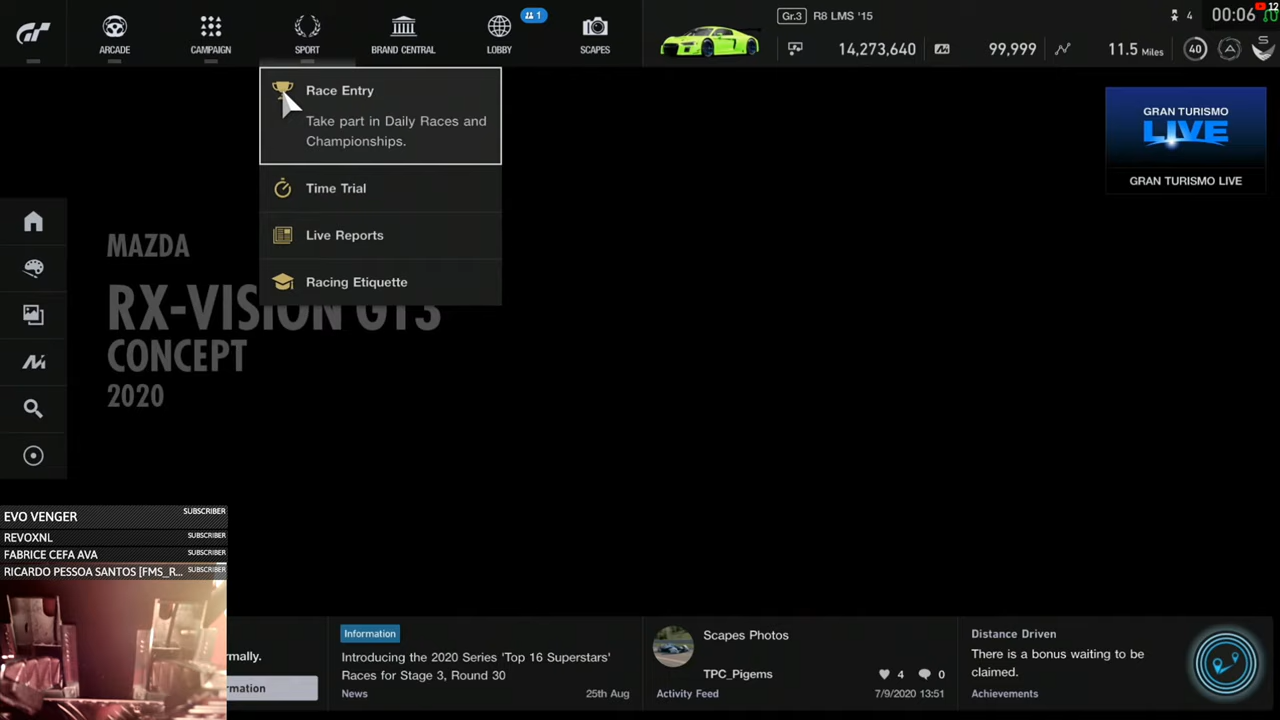 ARCADE
CAMPAIGN
SPORT
BRAND CENTRAL
LOBBY
1
SCAPES
Gr.3 R8 LMS '15
14,273,640
99,999
11.5 Miles
40
4
00:06
12
Race Entry
Take part in Daily Races and
Championships.
Time Trial
Live Reports
Racing Etiquette
GRAN TURISMO
LIVE
GRAN TURISMO LIVE
MAZDA
RX-VISION GT3
CONCEPT
2020
EVO VENGER SUBSCRIBER
REVOXNL SUBSCRIBER
FABRICE CEFA AVA SUBSCRIBER
RICARDO PESSOA SANTOS [FMS_R... SUBSCRIBER
Information
Introducing the 2020 Series 'Top 16 Superstars'
Races for Stage 3, Round 30
News 25th Aug
Scapes Photos
TPC_Pigems 4 0
Activity Feed 7/9/2020 13:51
Distance Driven
There is a bonus waiting to be
claimed.
Achievements